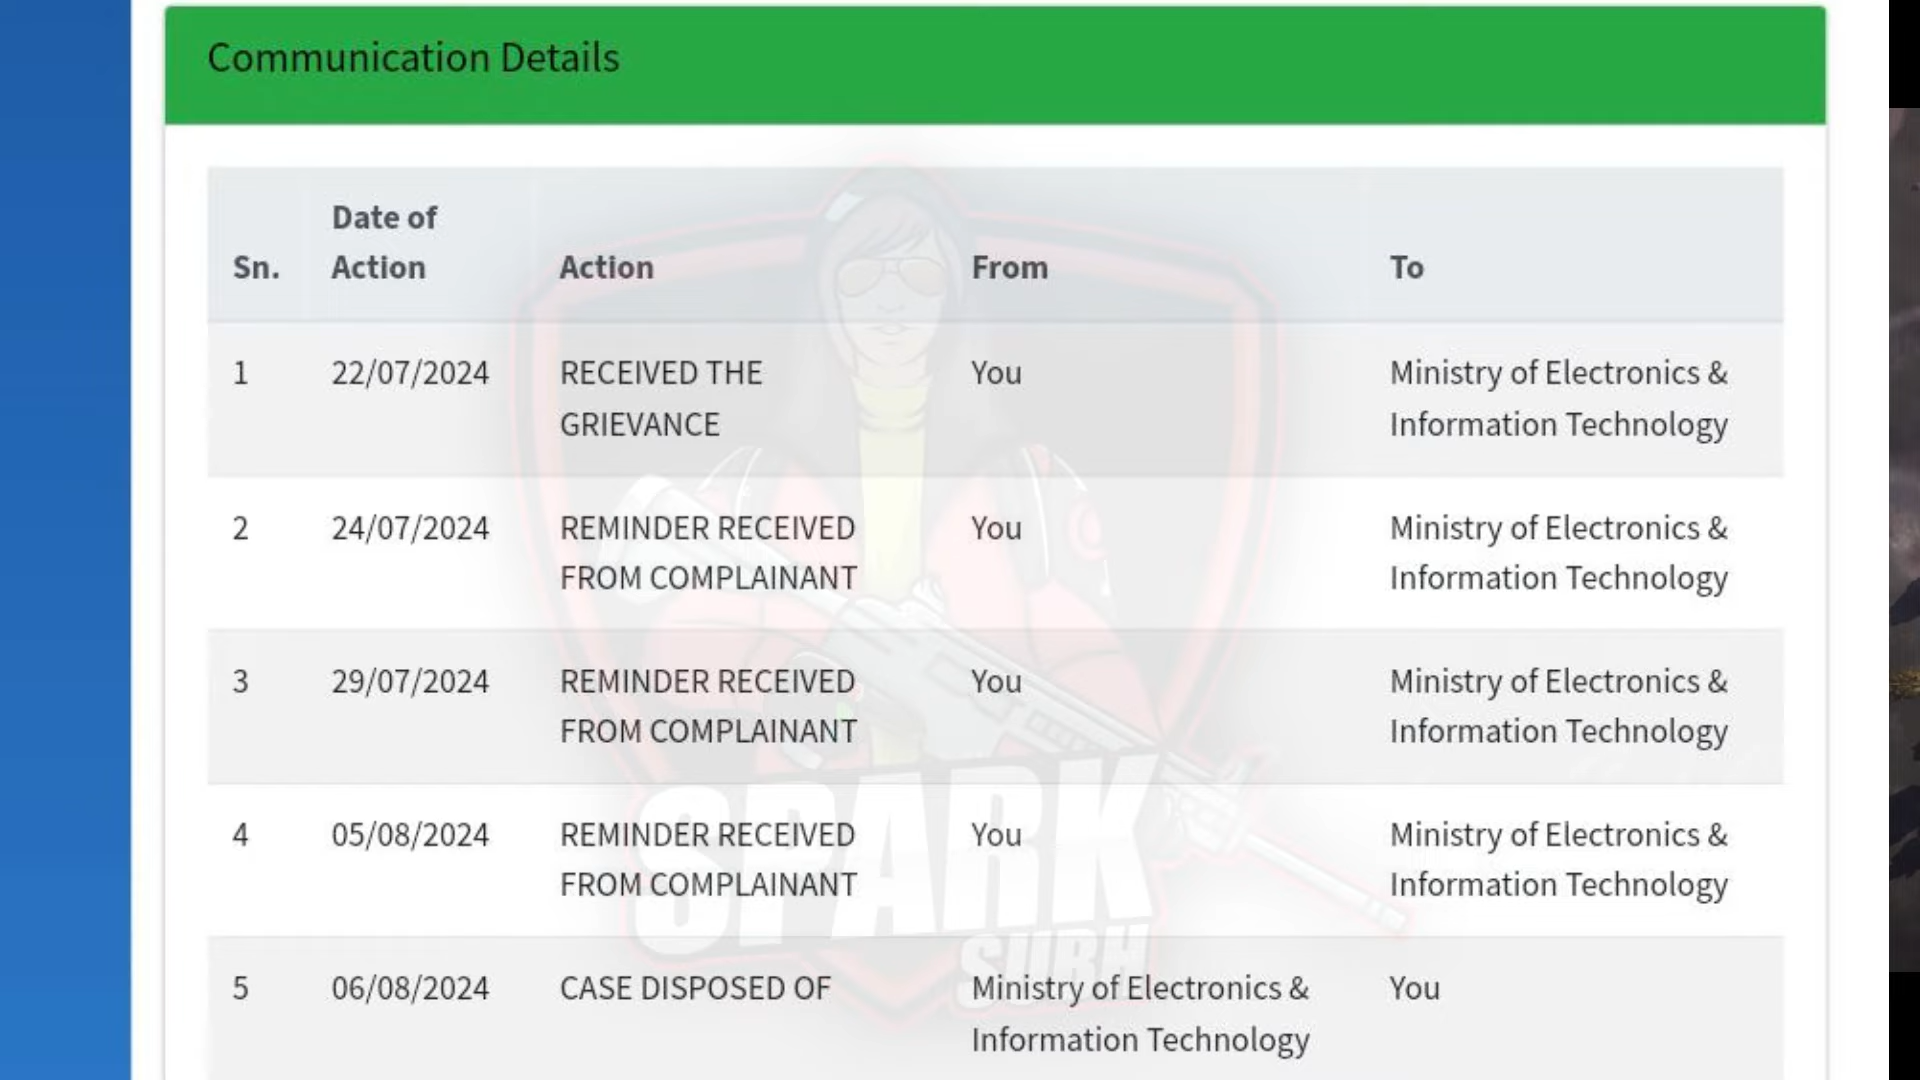 Communication Details
Sn. Date of Action Action From To
1 22/07/2024 RECEIVED THE GRIEVANCE You Ministry of Electronics & Information Technology
2 24/07/2024 REMINDER RECEIVED FROM COMPLAINANT You Ministry of Electronics & Information Technology
3 29/07/2024 REMINDER RECEIVED FROM COMPLAINANT You Ministry of Electronics & Information Technology
4 05/08/2024 REMINDER RECEIVED FROM COMPLAINANT You Ministry of Electronics & Information Technology
5 06/08/2024 CASE DISPOSED OF Ministry of Electronics & Information Technology You
SPARK
SUBH